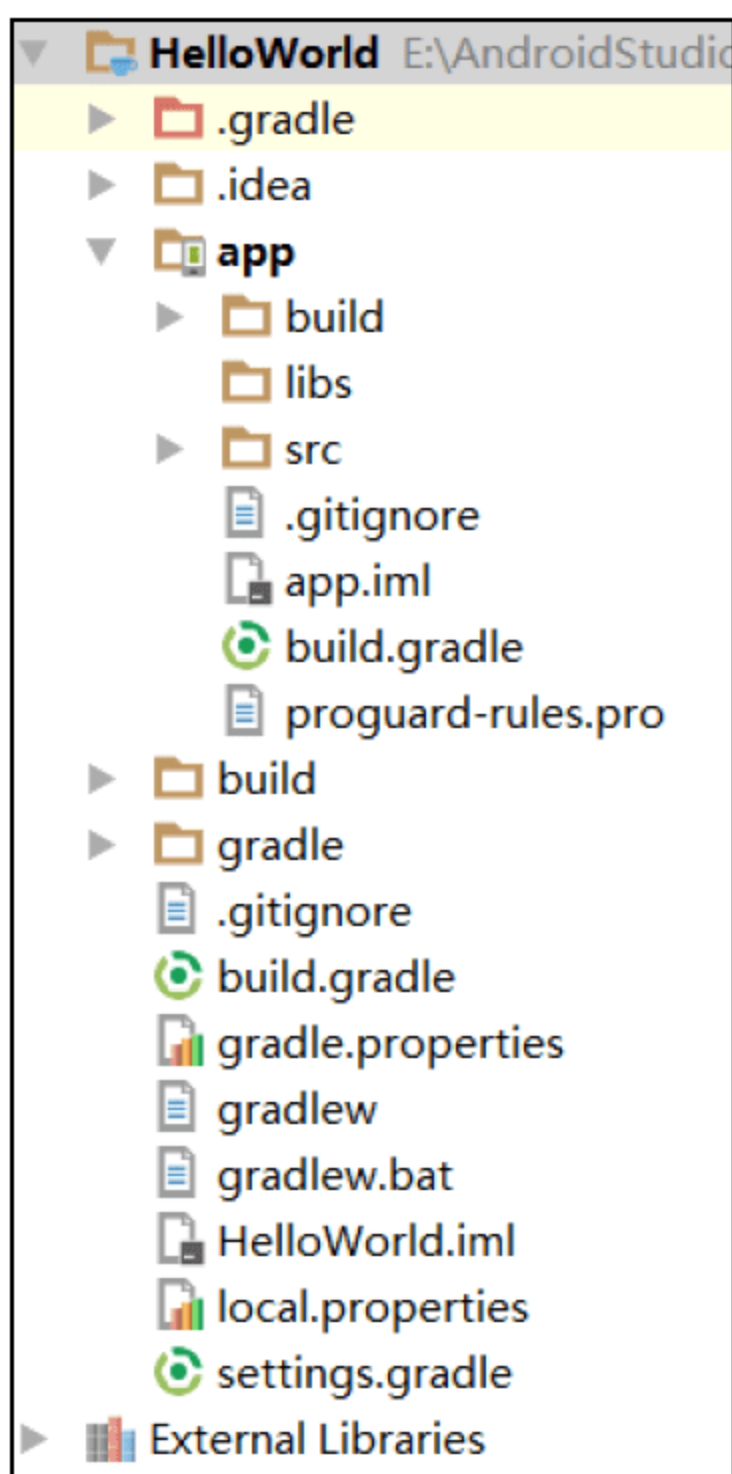 HelloWorld E:\AndroidStudio
.gradle
.idea
app
build
libs
src
.gitignore
app.iml
build.gradle
proguard-rules.pro
build
gradle
.gitignore
build.gradle
gradle.properties
gradlew
gradlew.bat
HelloWorld.iml
local.properties
settings.gradle
External Libraries